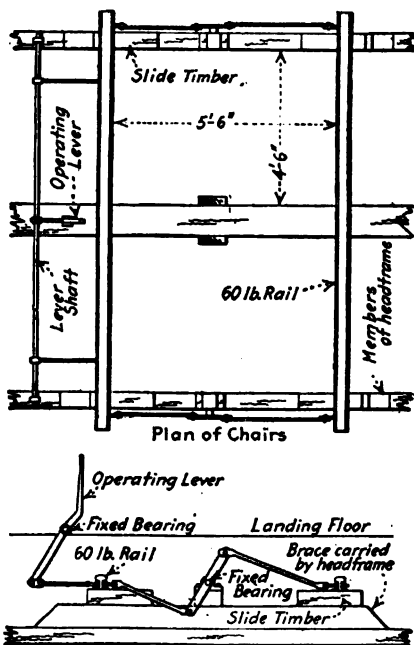 Slide Timber
5'-6"
4'-6"
Operating
Lever
Lever
Shaft
60 lb. Rail
Members
of headframe
Plan of Chairs
Operating Lever
Fixed Bearing
Landing Floor
60 lb. Rail
Brace carried
by headframe
Fixed
Bearing
Slide Timber